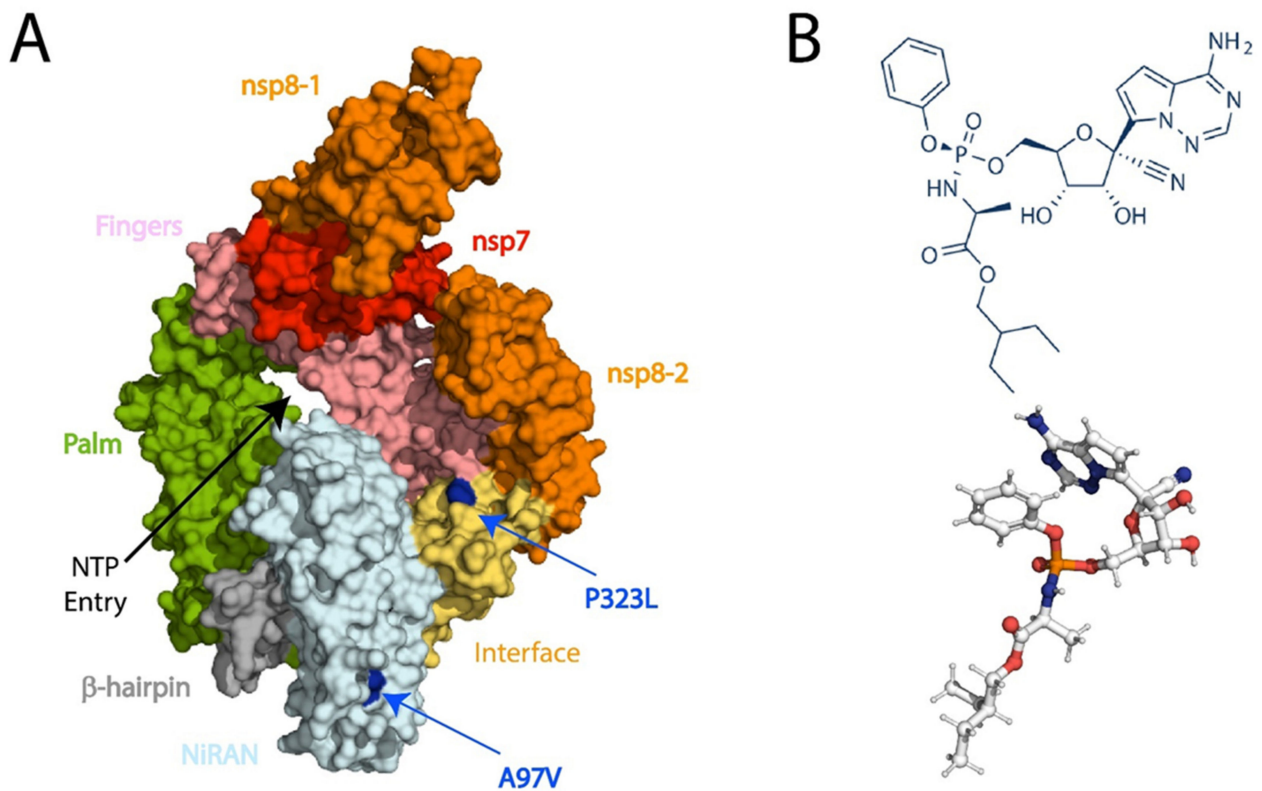 A
nsp8-1
Fingers
nsp7
nsp8-2
Palm
NTP
Entry
P323L
Interface
β-hairpin
NiRAN
A97V
B
NH2
N
N
N
O
O
O
P
O
HN
N
HO
OH
O
O